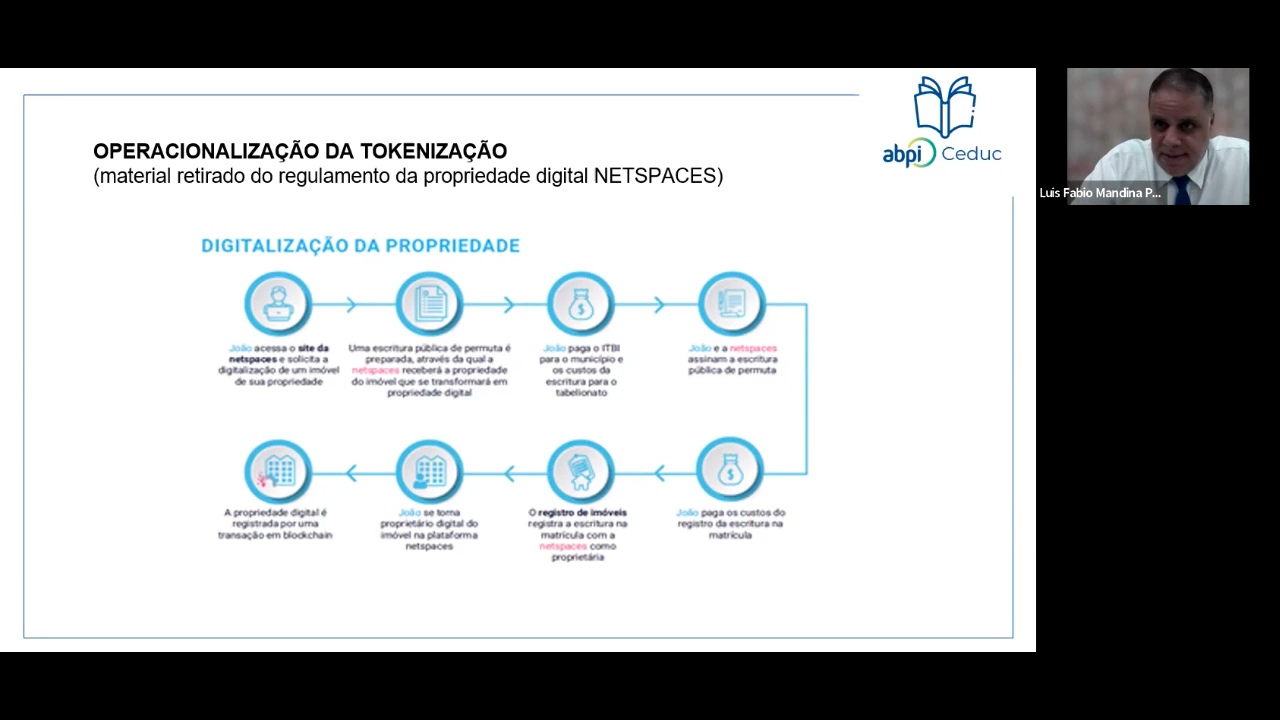 abpi Ceduc
OPERACIONALIZAÇÃO DA TOKENIZAÇÃO
(material retirado do regulamento da propriedade digital NETSPACES)
DIGITALIZAÇÃO DA PROPRIEDADE
João acessa o site da
netspaces e solicita a
digitalização de um imóvel
de sua propriedade
Uma escritura pública de permuta é
preparada, através da qual a
netspaces receberá a propriedade
do imóvel que se transformará em
propriedade digital
João paga o ITBI
para o município e
os custos da
escritura para o
tabelionato
João e a netspaces
assinam a escritura
pública de permuta
João paga os custos do
registro da escritura na
matrícula
O registro de imóveis
registra a escritura na
matrícula com a
netspaces como
proprietária
João se torna
proprietário digital do
imóvel na plataforma
netspaces
A propriedade digital é
registrada por uma
transação em blockchain
Luis Fabio Mandina P...